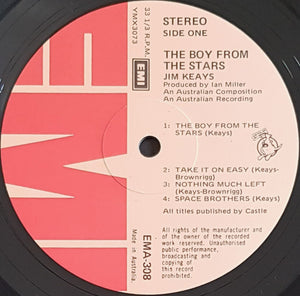 33 1/3 R.P.M.
YMX3073
EMI
EMI
STEREO
SIDE ONE
THE BOY FROM
THE STARS
JIM KEAYS
Produced by Ian Miller
An Australian Composition
An Australian Recording
1: THE BOY FROM THE
STARS (Keays)
2: TAKE IT ON EASY (Keays-
Brownrigg)
3: NOTHING MUCH LEFT
(Keays-Brownrigg)
4: SPACE BROTHERS (Keays)
All titles published by Castle
All rights of the manufacturer and
of the owner of the recorded work
reserved. Unauthorised
public performance,
broadcasting and
copying of this
record prohibited.
EMA-308
Made in Australia.